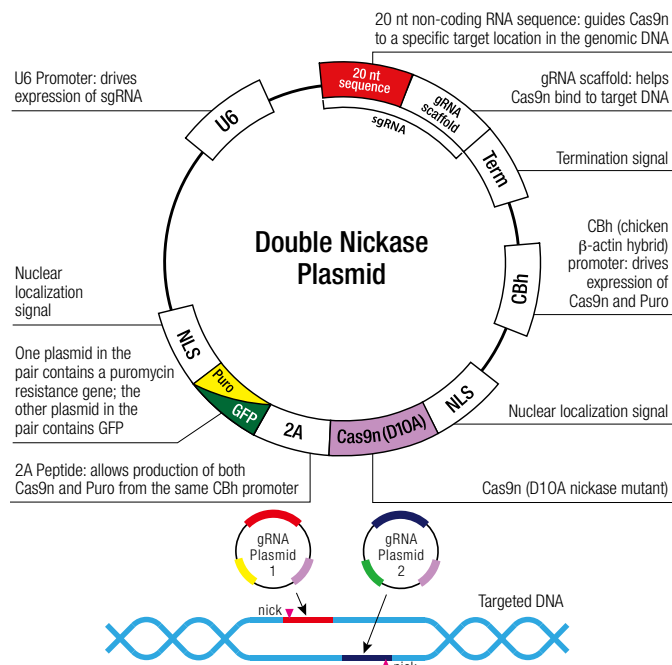 20 nt non-coding RNA sequence: guides Cas9n
to a specific target location in the genomic DNA
U6 Promoter: drives
expression of sgRNA
gRNA scaffold: helps
Cas9n bind to target DNA
20 nt
sequence
gRNA
scaffold
sgRNA
Term
U6
Termination signal
Double Nickase
Plasmid
CBh (chicken
β-actin hybrid)
promoter: drives
expression of
Cas9n and Puro
CBh
Nuclear
localization
signal
NLS
Puro
GFP
2A
Cas9n (D10A)
NLS
One plasmid in the
pair contains a puromycin
resistance gene; the
other plasmid in the
pair contains GFP
Nuclear localization signal
2A Peptide: allows production of both
Cas9n and Puro from the same CBh promoter
Cas9n (D10A nickase mutant)
gRNA
Plasmid
1
gRNA
Plasmid
2
nick
Targeted DNA
nick